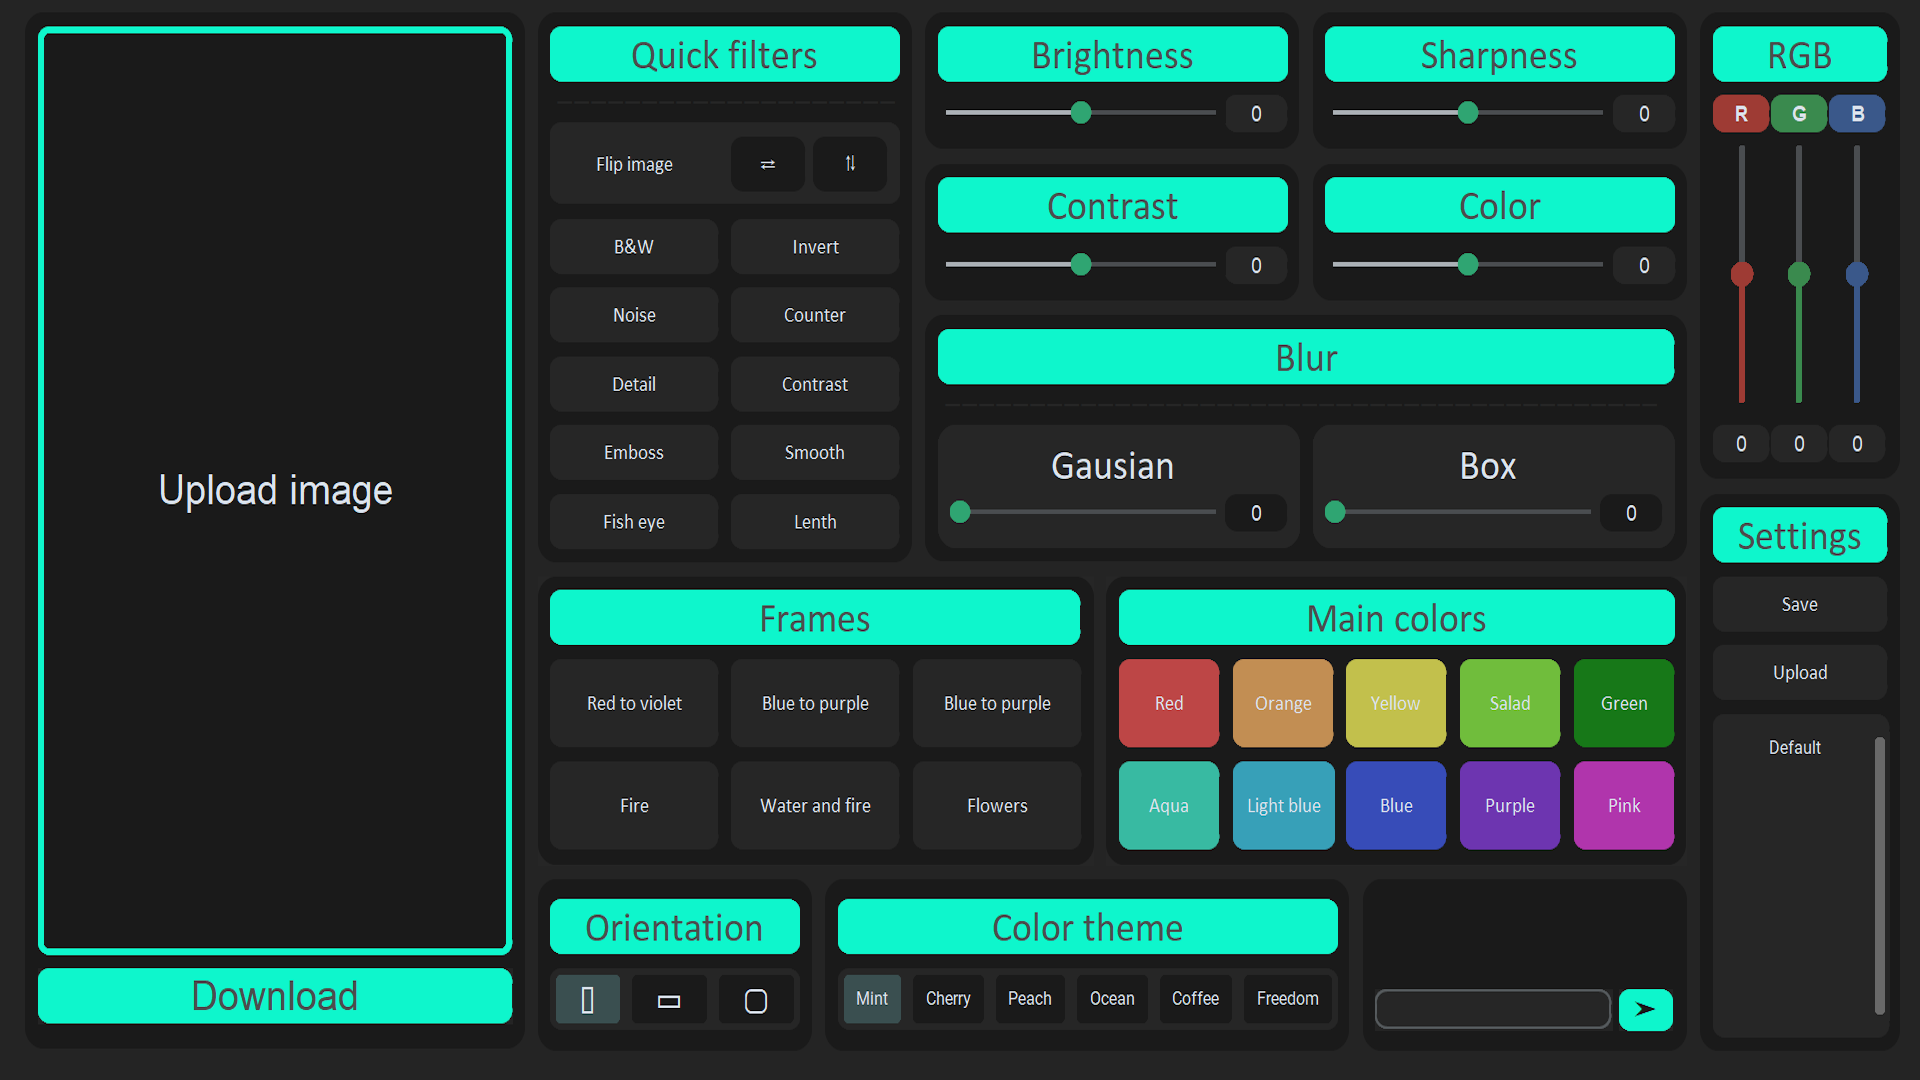 Upload image
Download
Quick filters
Flip image ⇄ ⇅
B&W Invert
Noise Counter
Detail Contrast
Emboss Smooth
Fish eye Lenth
Brightness
0
Sharpness
0
Contrast
0
Color
0
Blur
Gausian
0
Box
0
RGB
R G B
0 0 0
Settings
Save
Upload
Default
Frames
Red to violet Blue to purple Blue to purple
Fire Water and fire Flowers
Main colors
Red Orange Yellow Salad Green
Aqua Light blue Blue Purple Pink
Orientation
Color theme
Mint Cherry Peach Ocean Coffee Freedom